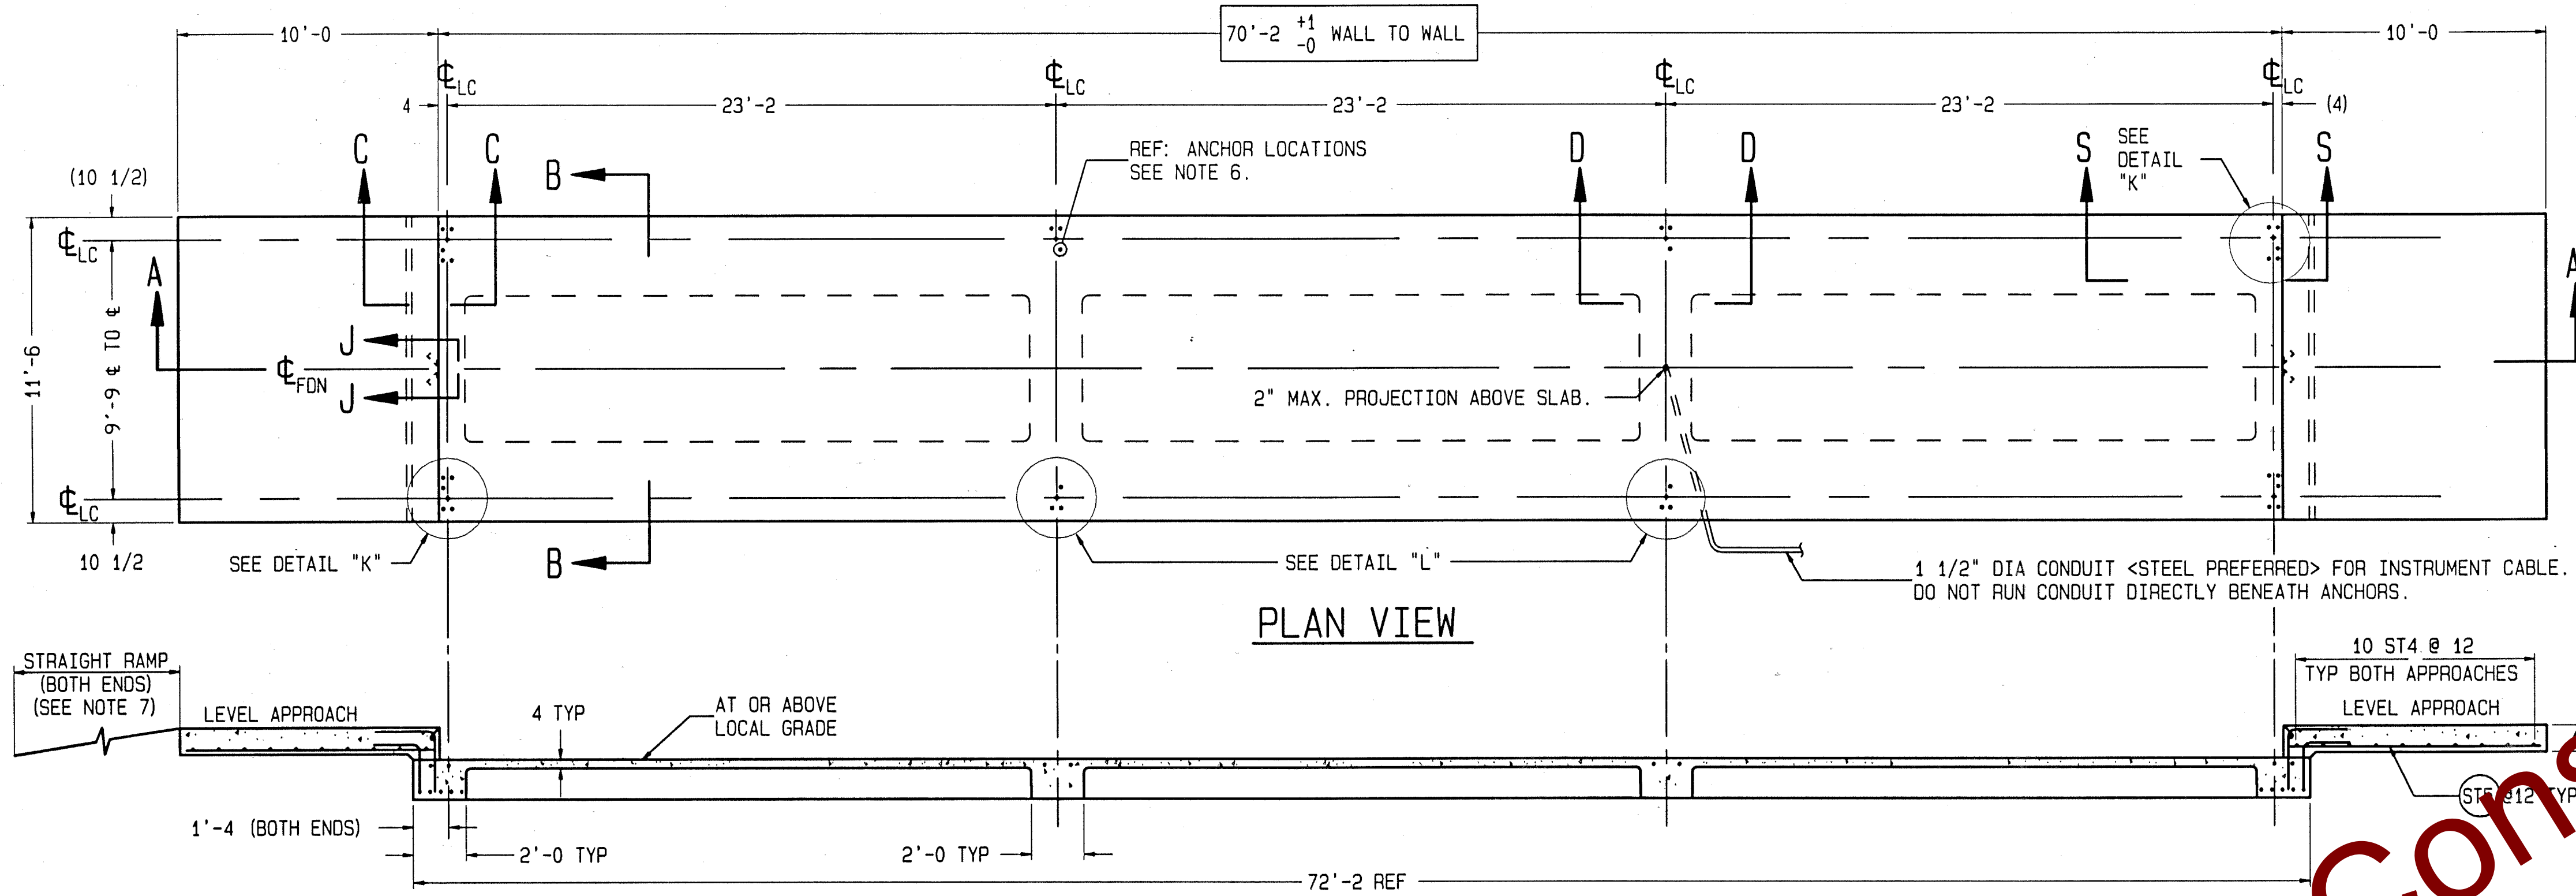 10'-0
70'-2 +1 -0 WALL TO WALL
10'-0
℄LC
℄LC
℄LC
℄LC
4
23'-2
23'-2
23'-2
(4)
C
C
B
REF: ANCHOR LOCATIONS
SEE NOTE 6.
D
D
S
SEE
DETAIL
"K"
S
(10 1/2)
℄LC
A
A
11'-6
9'-9 ℄ TO ℄
J
℄FDN
J
2" MAX. PROJECTION ABOVE SLAB.
℄LC
10 1/2
SEE DETAIL "K"
B
SEE DETAIL "L"
1 1/2" DIA CONDUIT <STEEL PREFERRED> FOR INSTRUMENT CABLE.
DO NOT RUN CONDUIT DIRECTLY BENEATH ANCHORS.
PLAN VIEW
STRAIGHT RAMP
(BOTH ENDS)
(SEE NOTE 7)
LEVEL APPROACH
4 TYP
AT OR ABOVE
LOCAL GRADE
10 ST4 @ 12
TYP BOTH APPROACHES
LEVEL APPROACH
ST5 @12 TYP
1'-4 (BOTH ENDS)
2'-0 TYP
2'-0 TYP
72'-2 REF
Cons